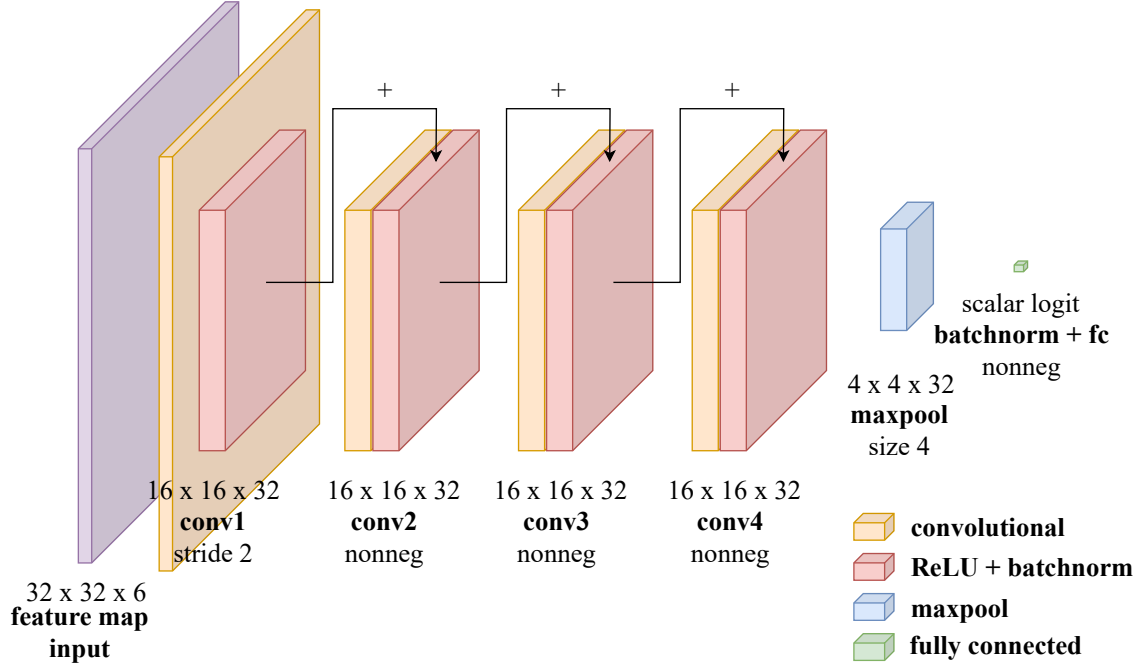 +
+
+
32 x 32 x 6
feature map
input
16 x 16 x 32
conv1
stride 2
16 x 16 x 32
conv2
nonneg
16 x 16 x 32
conv3
nonneg
16 x 16 x 32
conv4
nonneg
4 x 4 x 32
maxpool
size 4
scalar logit
batchnorm + fc
nonneg
convolutional
ReLU + batchnorm
maxpool
fully connected